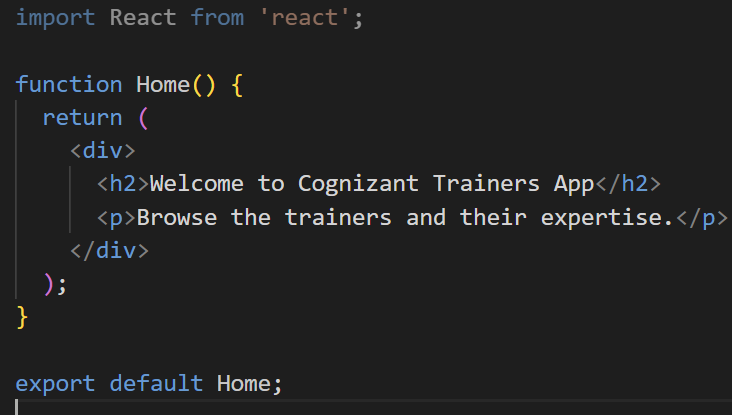 import React from 'react';
function Home() {
  return (
    <div>
      <h2>Welcome to Cognizant Trainers App</h2>
      <p>Browse the trainers and their expertise.</p>
    </div>
  );
}
export default Home;